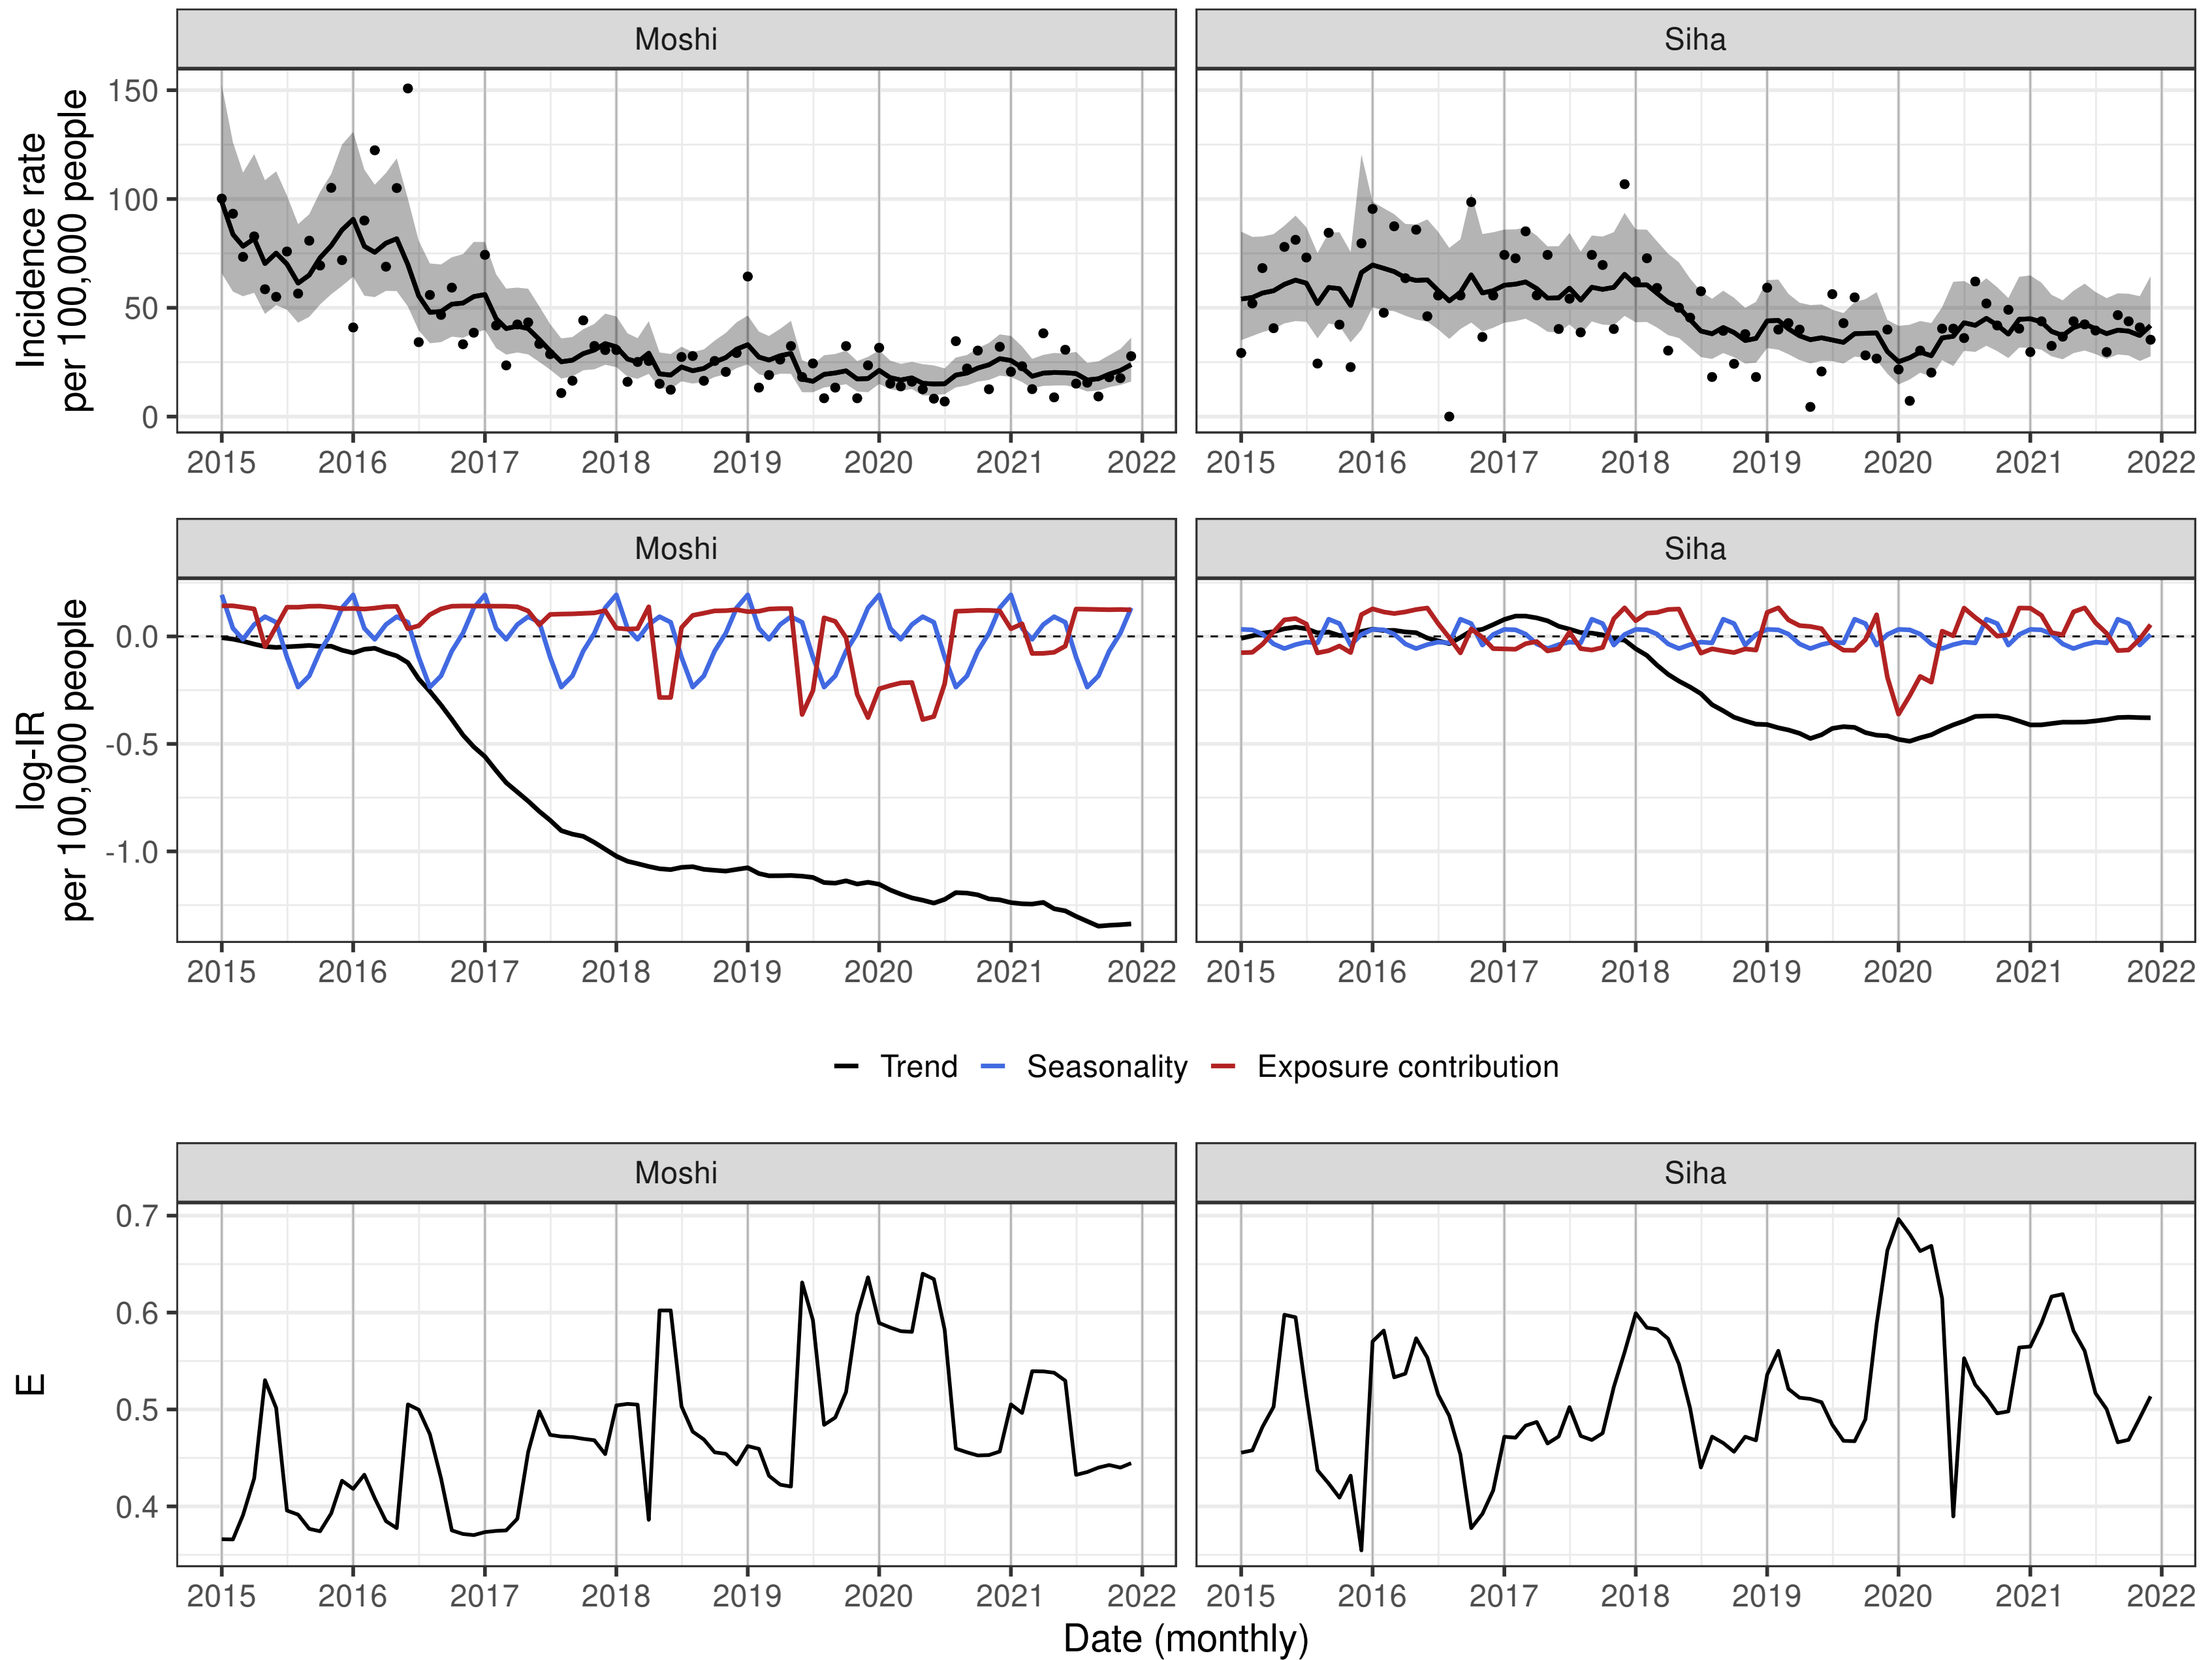 Moshi Siha
Incidence rate
per 100,000 people
150
100
50
0
2015 2016 2017 2018 2019 2020 2021 2022 2015 2016 2017 2018 2019 2020 2021 2022
Moshi Siha
log-IR
per 100,000 people
0.0
-0.5
-1.0
2015 2016 2017 2018 2019 2020 2021 2022 2015 2016 2017 2018 2019 2020 2021 2022
Trend Seasonality Exposure contribution
Moshi Siha
E
0.7
0.6
0.5
0.4
2015 2016 2017 2018 2019 2020 2021 2022 2015 2016 2017 2018 2019 2020 2021 2022
Date (monthly)